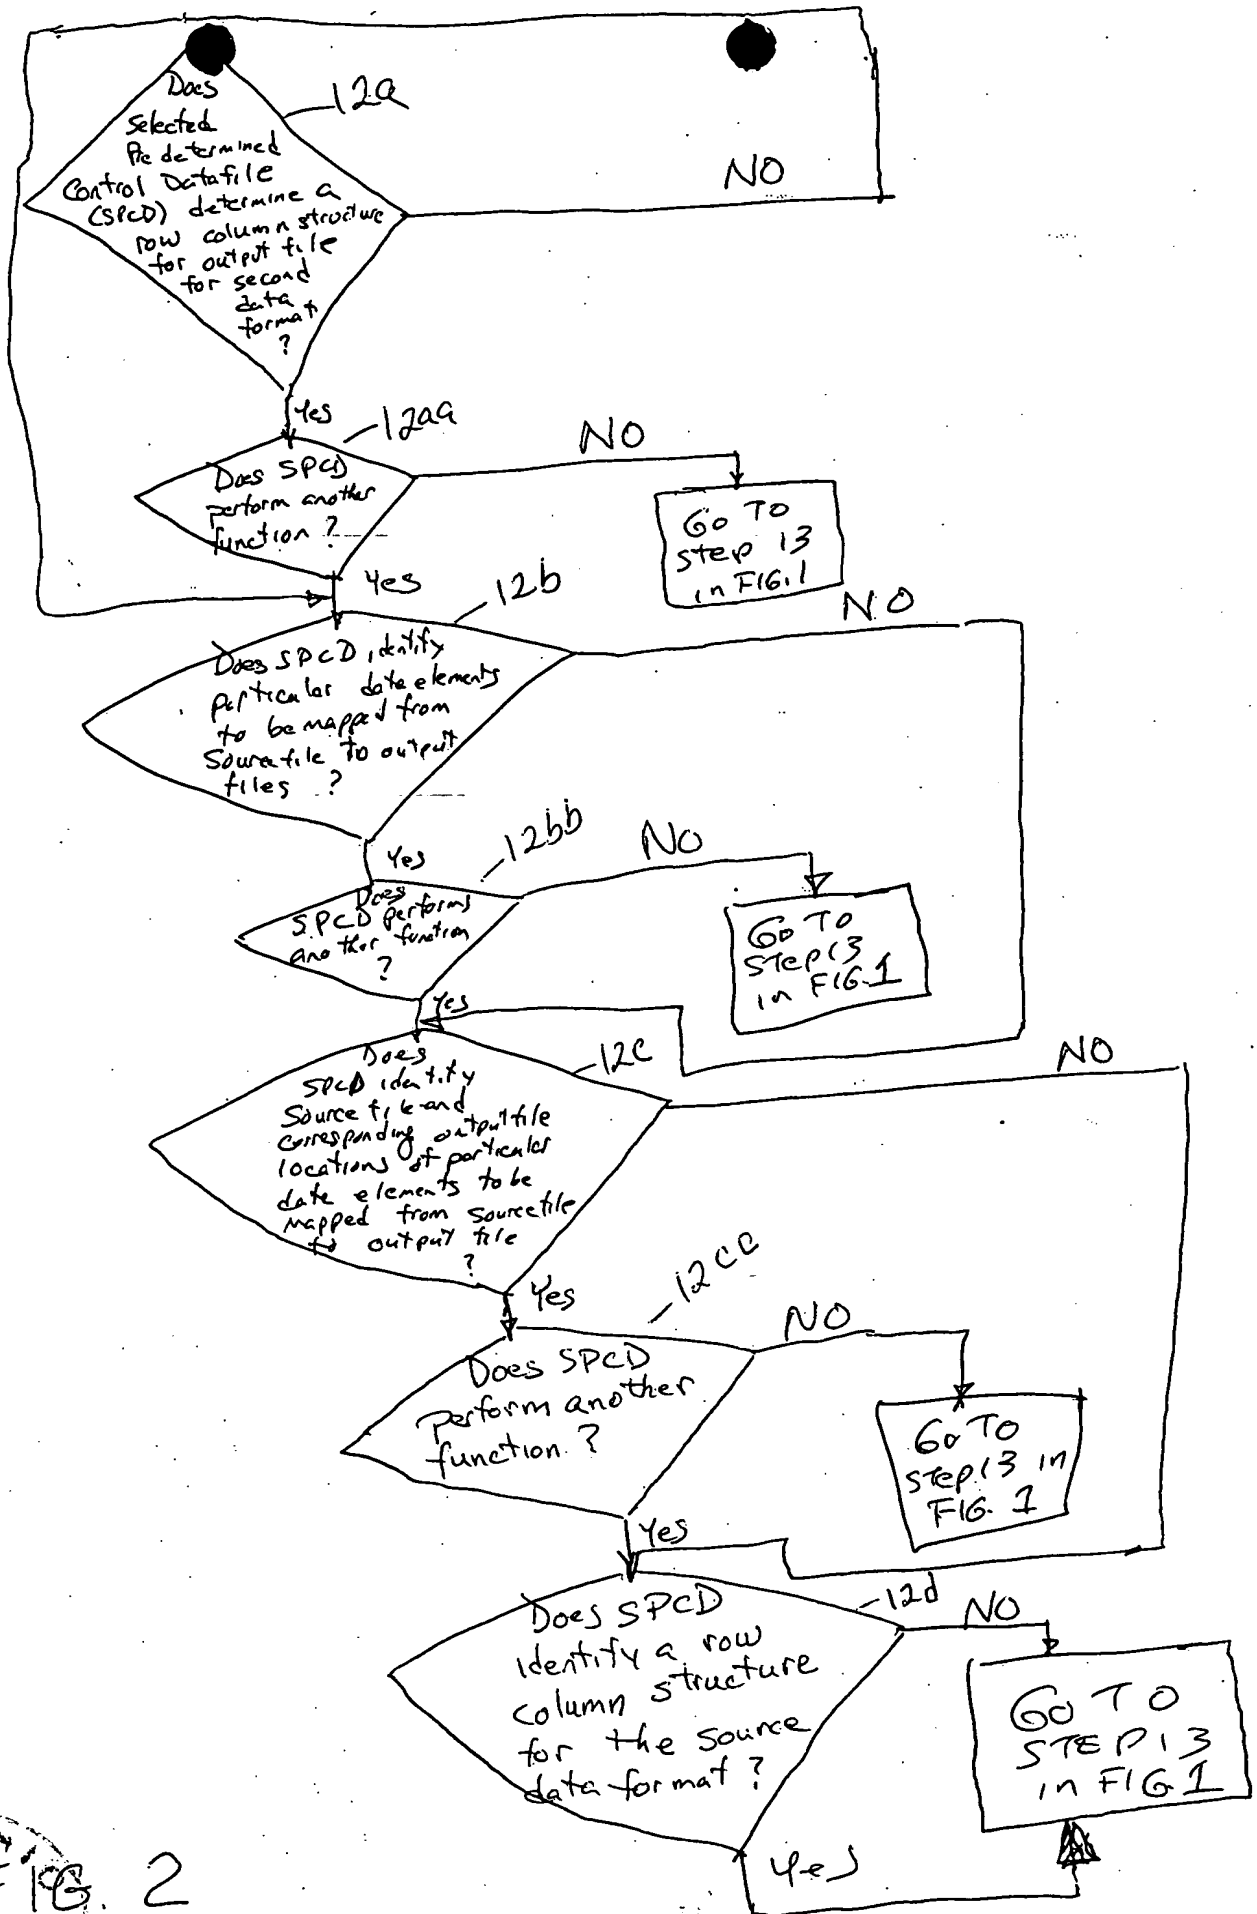 Does
Selected
Predetermined
Control Datafile
(SPCD) determine a
row column structure
for output file
for second
data
format
?
12a
NO
Yes
12aa
NO
Does SPCD
perform another
function ?
GO TO
step 13
in FIG.1
Yes
12b
NO
Does SPCD identify
particular data elements
to be mapped from
Source file to output
files ?
Yes
12bb
NO
Does
SPCD performs
another function
?
GO TO
STEP 13
in FIG.1
Yes
12c
NO
Does
SPCD identify
Source file and
corresponding output file
locations of particular
data elements to be
mapped from source file
to output file
?
Yes
12cc
NO
Does SPCD
perform another
function ?
GO TO
STEP 13 in
FIG. 1
Yes
12d
NO
Does SPCD
identify a row
column structure
for the source
data format ?
GO TO
STEP 13
in FIG 1
Yes
FIG. 2